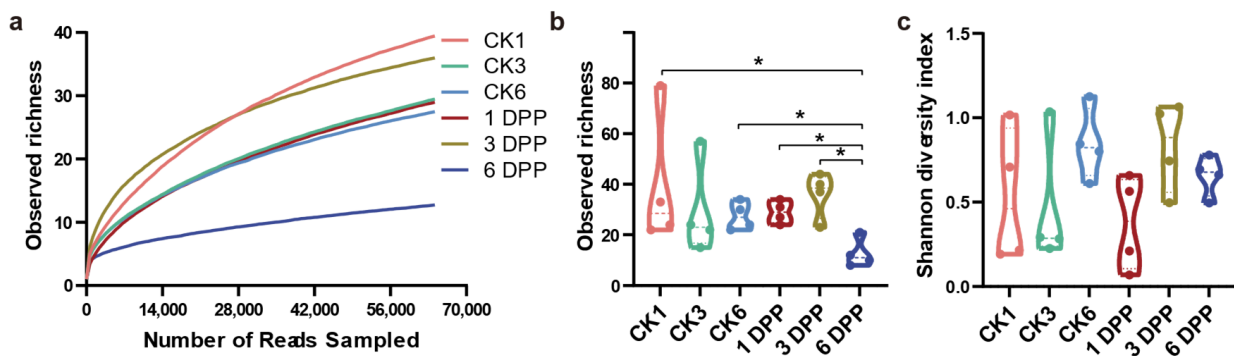 a
Observed richness
40
30
20
10
0
0
14,000
28,000
42,000
56,000
70,000
Number of Reads Sampled
CK1
CK3
CK6
1 DPP
3 DPP
6 DPP
b
Observed richness
80
60
40
20
0
*
*
*
*
CK1
CK3
CK6
1 DPP
3 DPP
6 DPP
c
Shannon diversity index
1.5
1.0
0.5
0.0
CK1
CK3
CK6
1 DPP
3 DPP
6 DPP